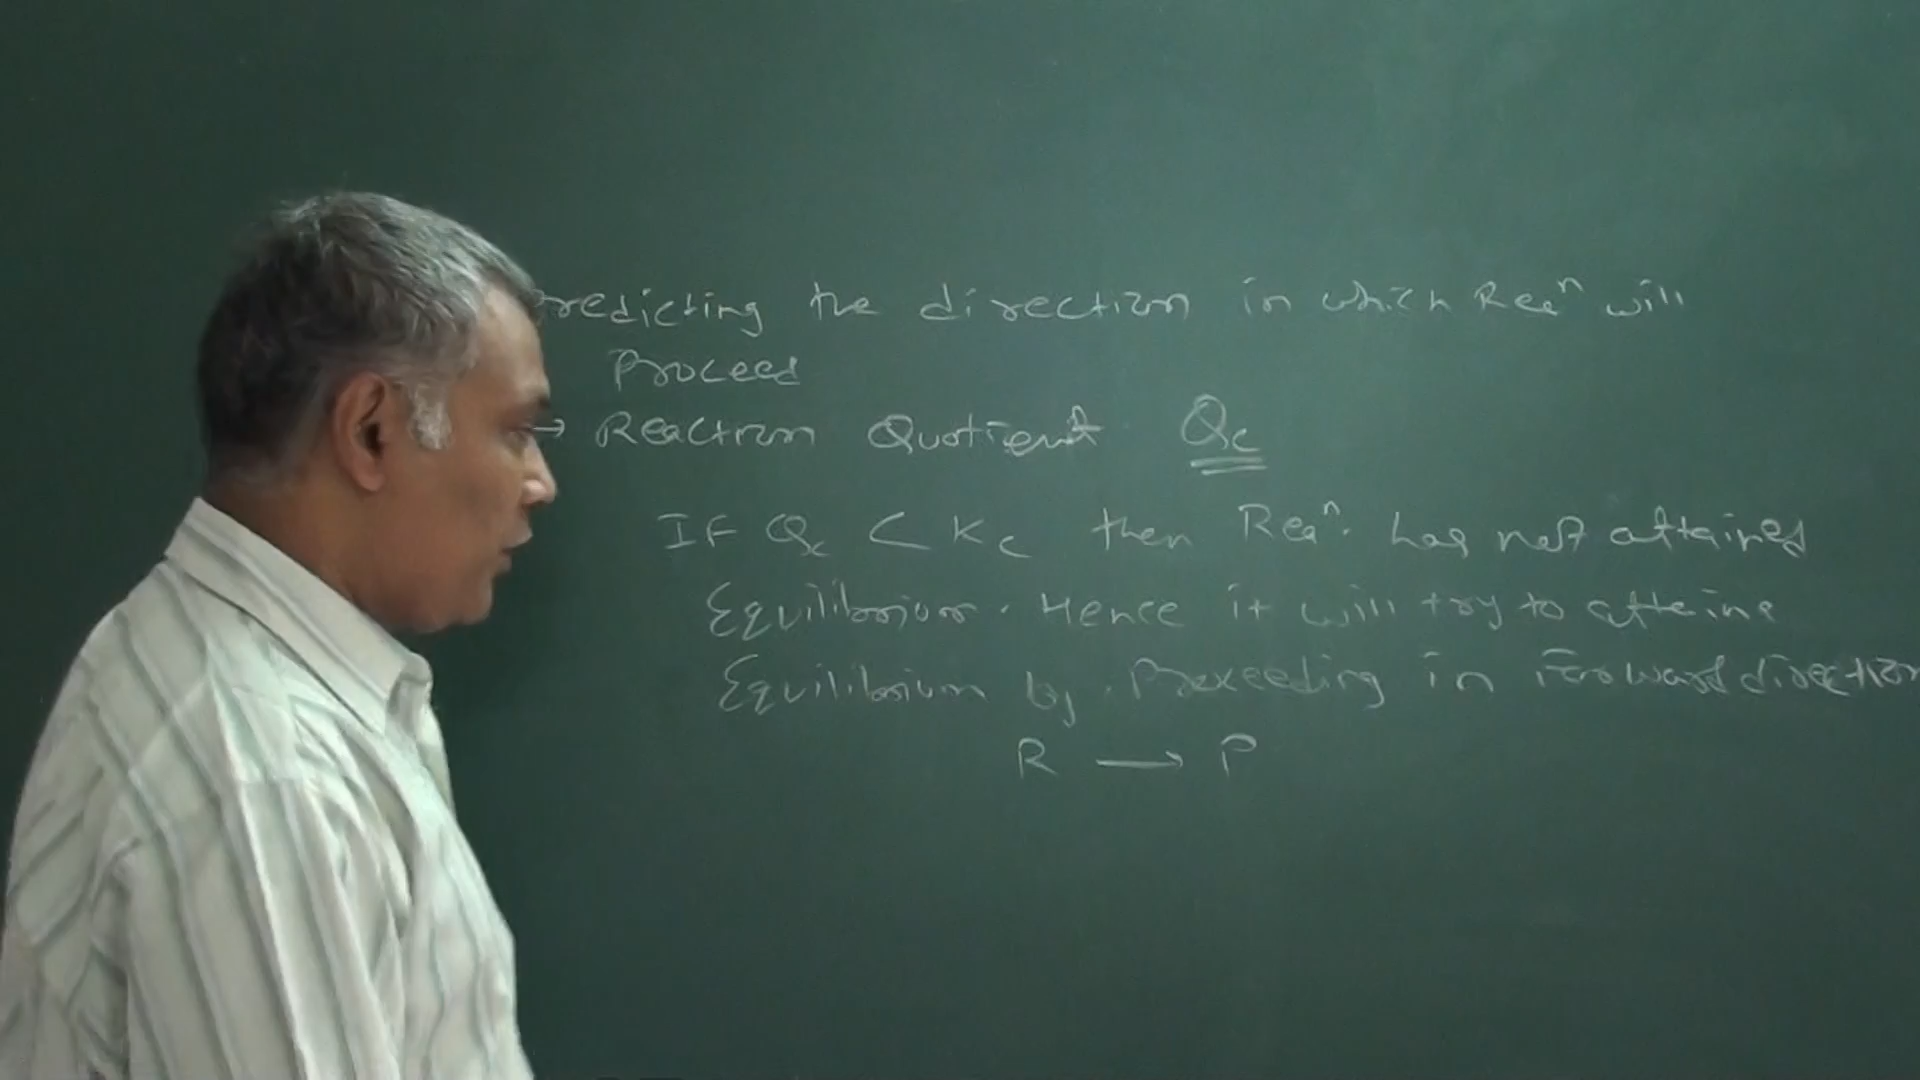 Predicting the direction in which Reaⁿ will
Proceed
→ Reaction Quotient Qc
If Qc < Kc then Reaⁿ. has not attained
Equilibrium. Hence it will try to attaine
Equilibrium by. Proceeding in Forward direction
R → P